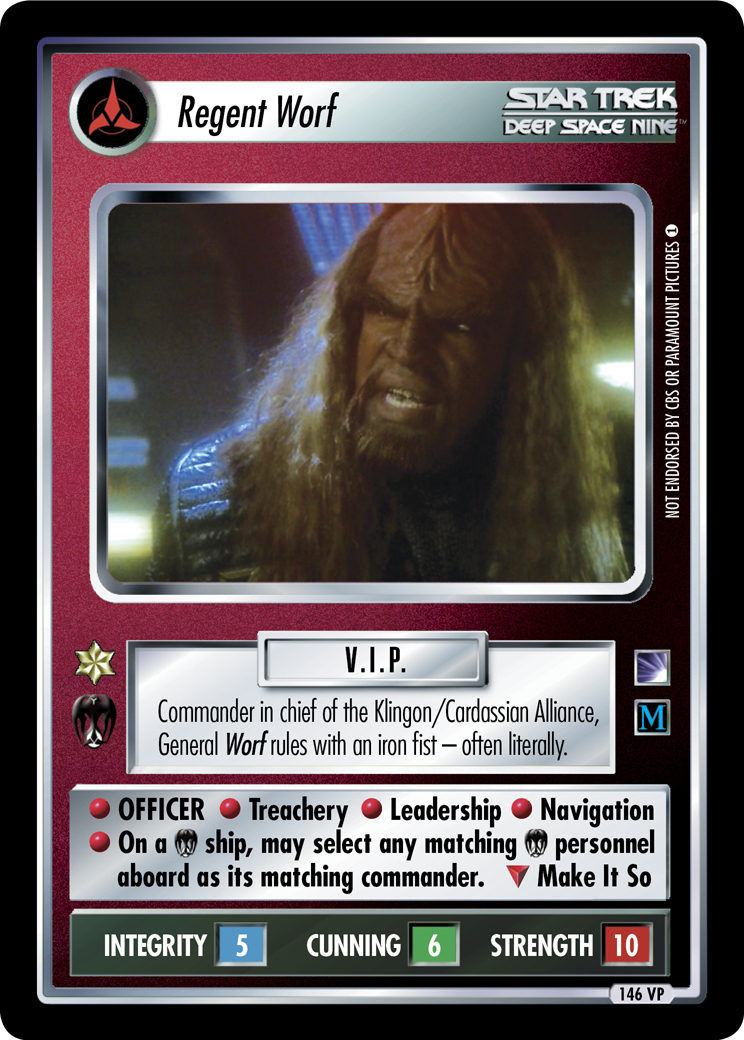 Regent Worf
STAR TREK
DEEP SPACE NINE™
NOT ENDORSED BY CBS OR PARAMOUNT PICTURES 1
V.I.P.
Commander in chief of the Klingon/Cardassian Alliance,
General Worf rules with an iron fist – often literally.
M
OFFICER Treachery Leadership Navigation
On a ship, may select any matching personnel
aboard as its matching commander. Make It So
INTEGRITY 5 CUNNING 6 STRENGTH 10
146 VP